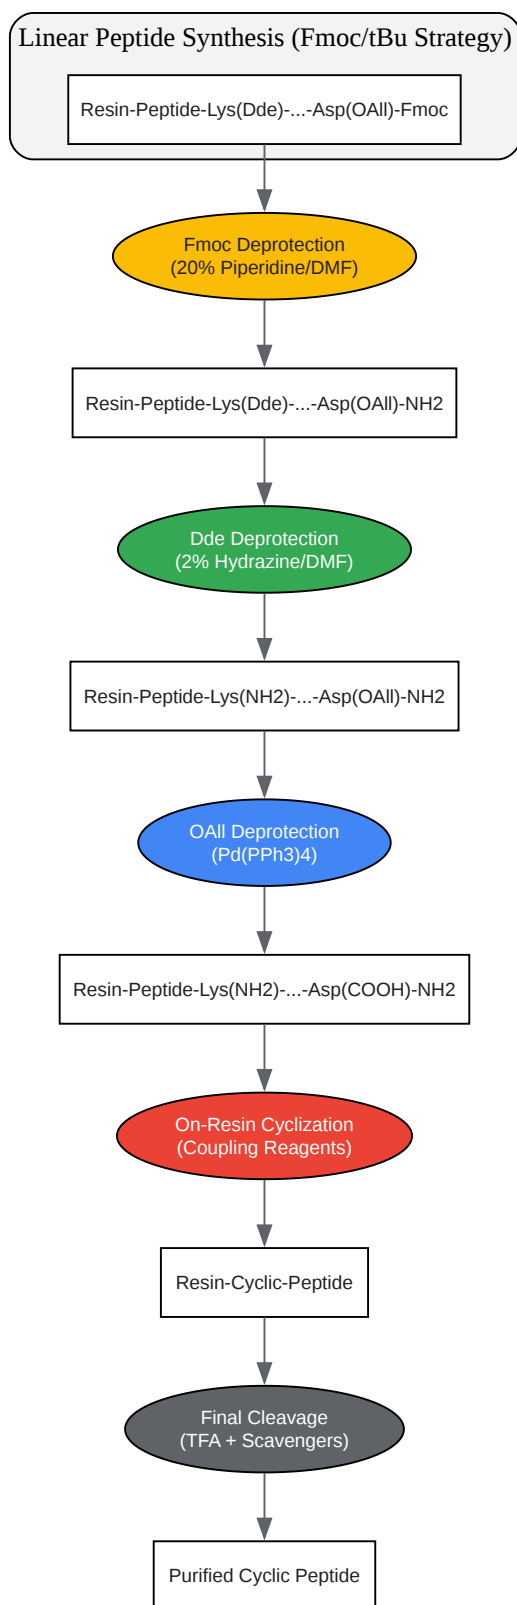 Linear Peptide Synthesis (Fmoc/tBu Strategy)
Resin-Peptide-Lys(Dde)-...-Asp(OAll)-Fmoc
Fmoc Deprotection
(20% Piperidine/DMF)
Resin-Peptide-Lys(Dde)-...-Asp(OAll)-NH2
Dde Deprotection
(2% Hydrazine/DMF)
Resin-Peptide-Lys(NH2)-...-Asp(OAll)-NH2
OAll Deprotection
(Pd(PPh3)4)
Resin-Peptide-Lys(NH2)-...-Asp(COOH)-NH2
On-Resin Cyclization
(Coupling Reagents)
Resin-Cyclic-Peptide
Final Cleavage
(TFA + Scavengers)
Purified Cyclic Peptide